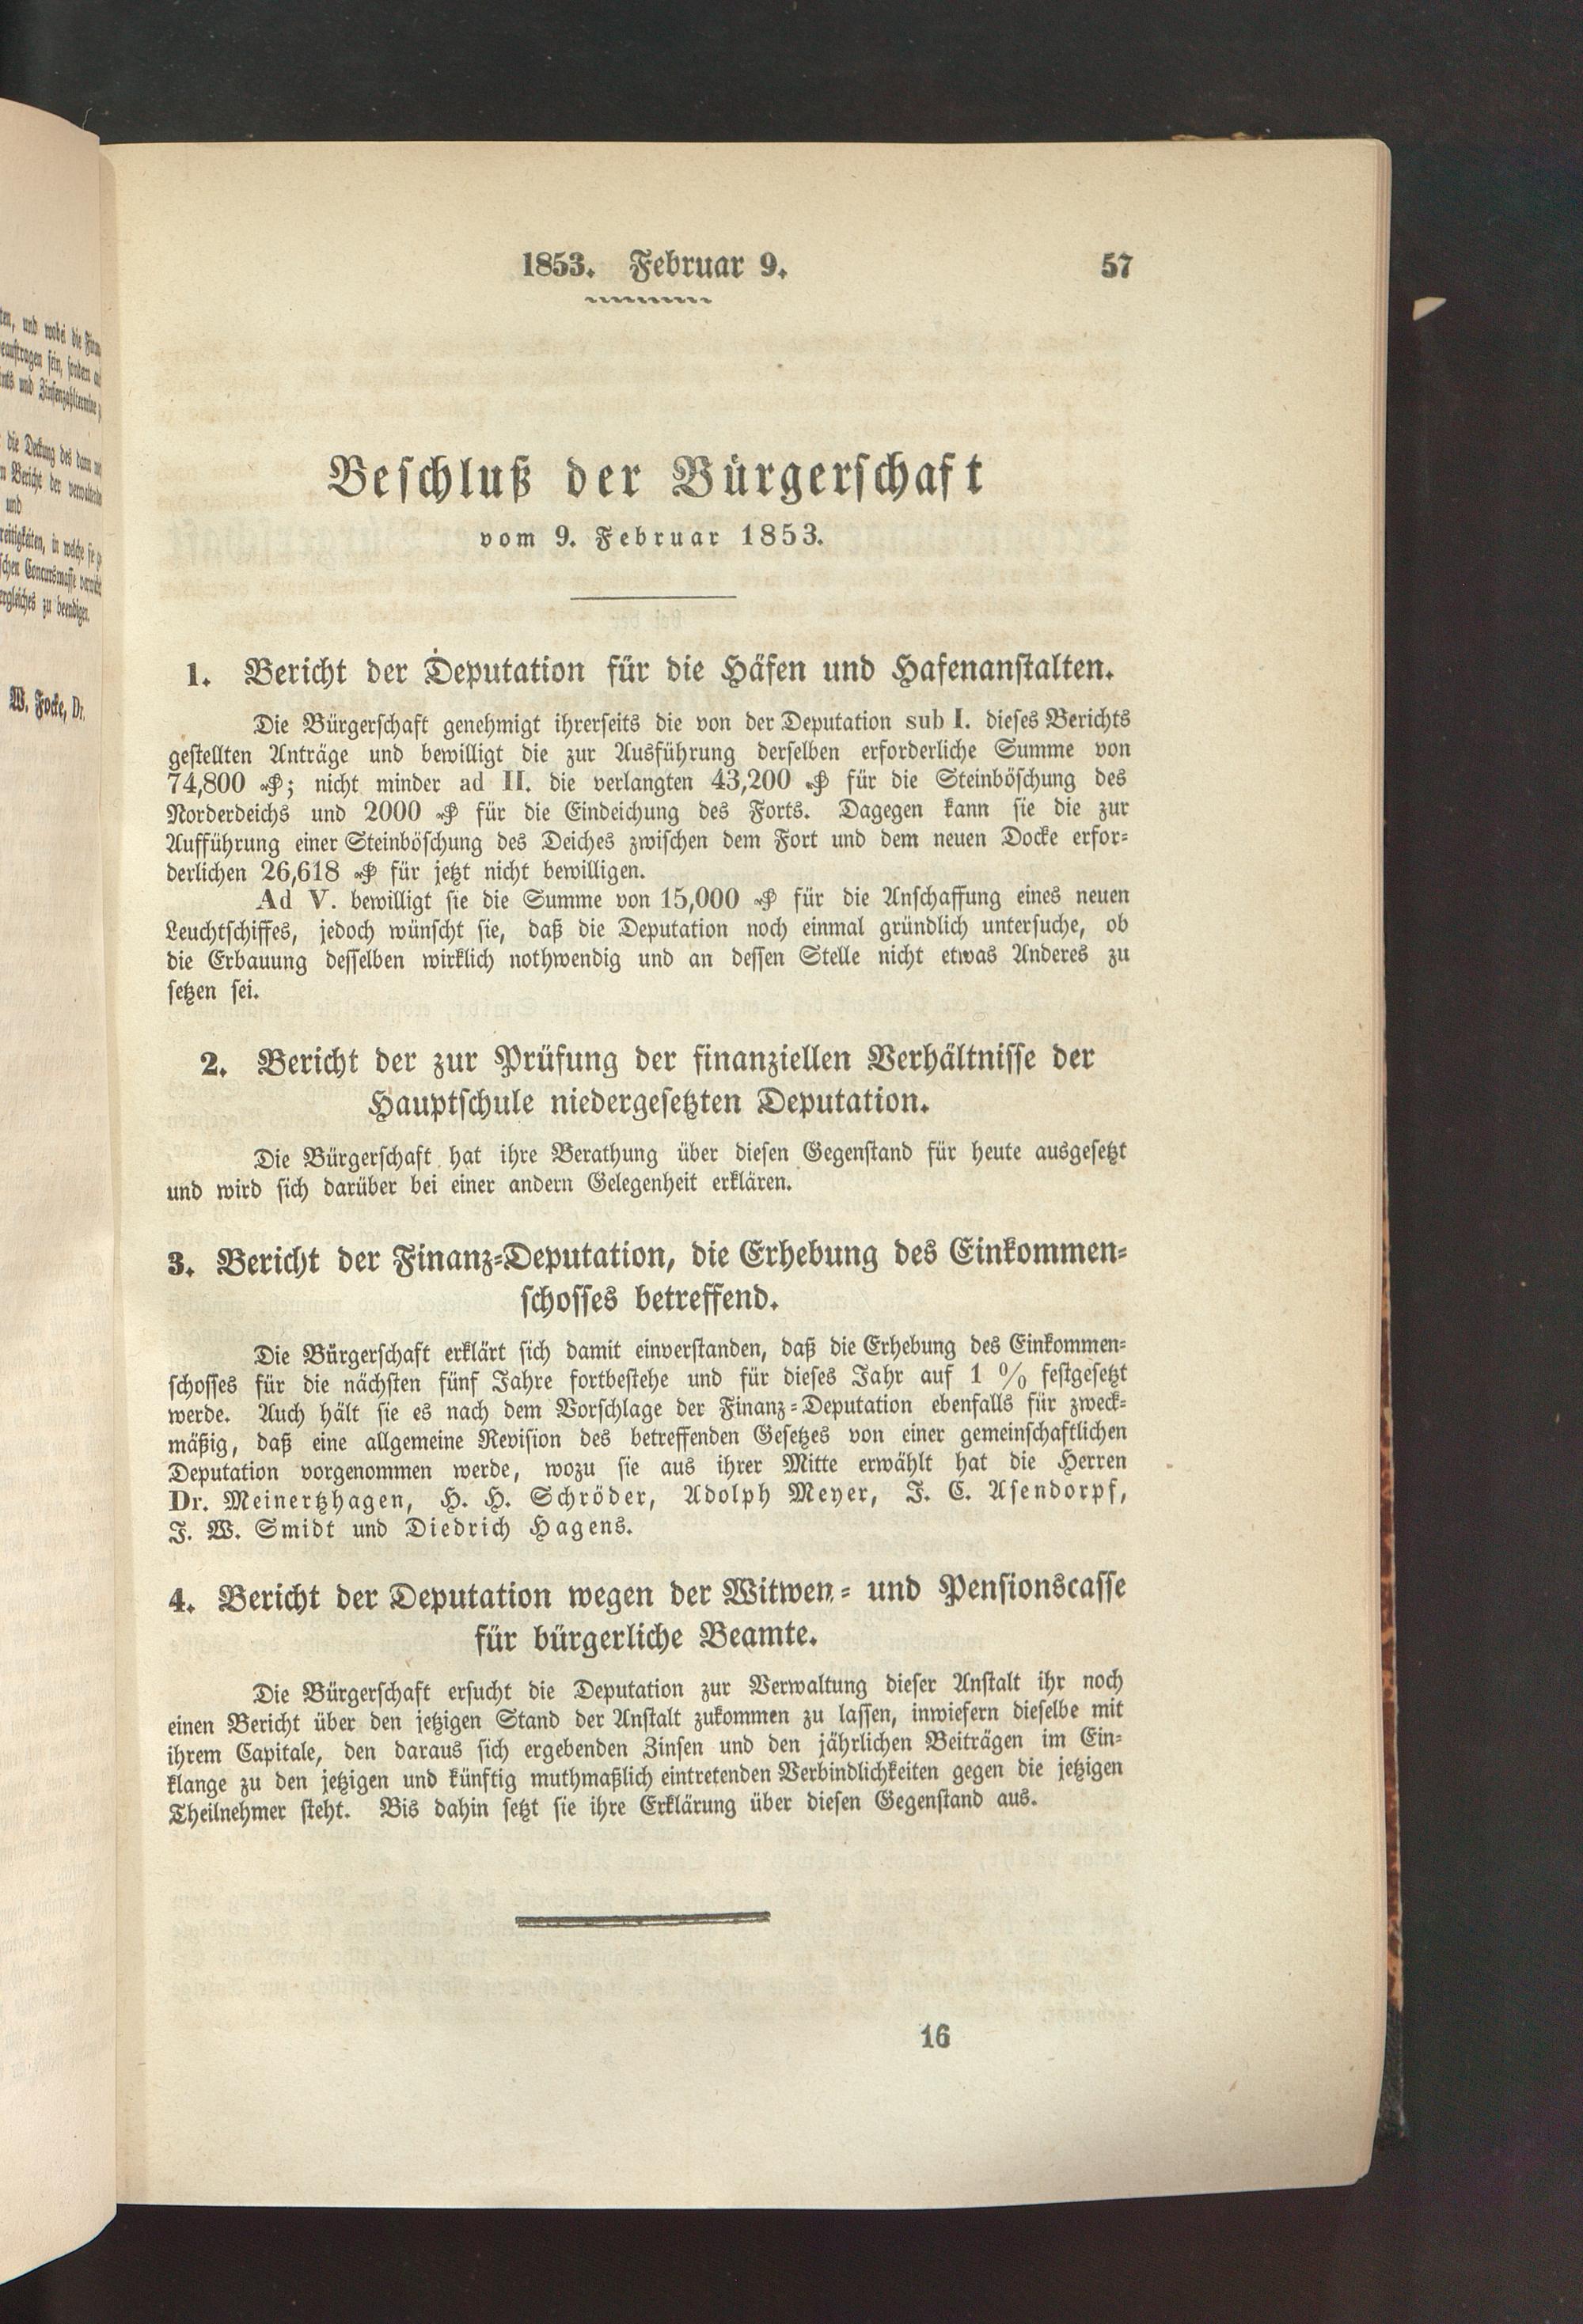 1853. Februar 9. 57
Beschluß der Bürgerschaft
vom 9. Februar 1853.
1. Bericht der Deputation für die Häfen und Hafenanstalten.
Die Bürgerschaft genehmigt ihrerseits die von der Deputation sub I. dieses Berichts
gestellten Anträge und bewilligt die zur Ausführung derselben erforderliche Summe von
74,800 ₰; nicht minder ad II. die verlangten 43,200 ₰ für die Steinböschung des
Norderdeichs und 2000 ₰ für die Eindeichung des Forts. Dagegen kann sie die zur
Aufführung einer Steinböschung des Deiches zwischen dem Fort und dem neuen Docke erfor-
derlichen 26,618 ₰ für jetzt nicht bewilligen.
Ad V. bewilligt sie die Summe von 15,000 ₰ für die Anschaffung eines neuen
Leuchtschiffes, jedoch wünscht sie, daß die Deputation noch einmal gründlich untersuche, ob
die Erbauung desselben wirklich nothwendig und an dessen Stelle nicht etwas Anderes zu
setzen sei.
2. Bericht der zur Prüfung der finanziellen Verhältnisse der
Hauptschule niedergesetzten Deputation.
Die Bürgerschaft hat ihre Berathung über diesen Gegenstand für heute ausgesetzt
und wird sich darüber bei einer andern Gelegenheit erklären.
3. Bericht der Finanz-Deputation, die Erhebung des Einkommen-
schosses betreffend.
Die Bürgerschaft erklärt sich damit einverstanden, daß die Erhebung des Einkommen-
schosses für die nächsten fünf Jahre fortbestehe und für dieses Jahr auf 1 % festgesetzt
werde. Auch hält sie es nach dem Vorschlage der Finanz-Deputation ebenfalls für zweck-
mäßig, daß eine allgemeine Revision des betreffenden Gesetzes von einer gemeinschaftlichen
Deputation vorgenommen werde, wozu sie aus ihrer Mitte erwählt hat die Herren
Dr. Meinertzhagen, H. H. Schröder, Adolph Meyer, J. C. Asendorpf,
J. W. Smidt und Diedrich Hagens.
4. Bericht der Deputation wegen der Witwen- und Pensionscasse
für bürgerliche Beamte.
Die Bürgerschaft ersucht die Deputation zur Verwaltung dieser Anstalt ihr noch
einen Bericht über den jetzigen Stand der Anstalt zukommen zu lassen, inwiefern dieselbe mit
ihrem Capitale, den daraus sich ergebenden Zinsen und den jährlichen Beiträgen im Ein-
klange zu den jetzigen und künftig muthmaßlich eintretenden Verbindlichkeiten gegen die jetzigen
Theilnehmer steht. Bis dahin setzt sie ihre Erklärung über diesen Gegenstand aus.
16